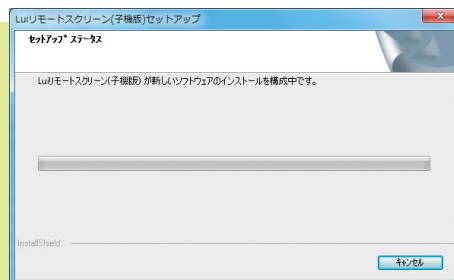 Luiリモートスクリーン(子機版)セットアップ
セットアップ ステータス
Luiリモートスクリーン(子機版) が新しいソフトウェアのインストールを構成中です。
InstallShield
キャンセル